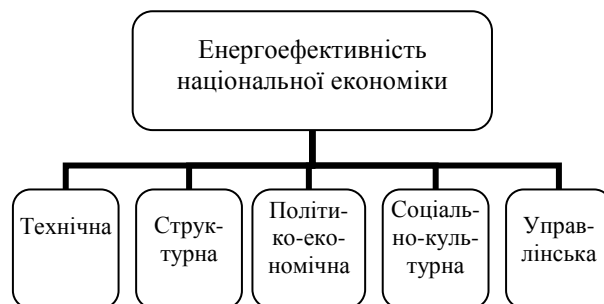 Енергоефективність
національної економіки
Технічна
Струк-
турна
Політи-
ко-еко-
номічна
Соціаль-
но-куль-
турна
Управ-
лінська